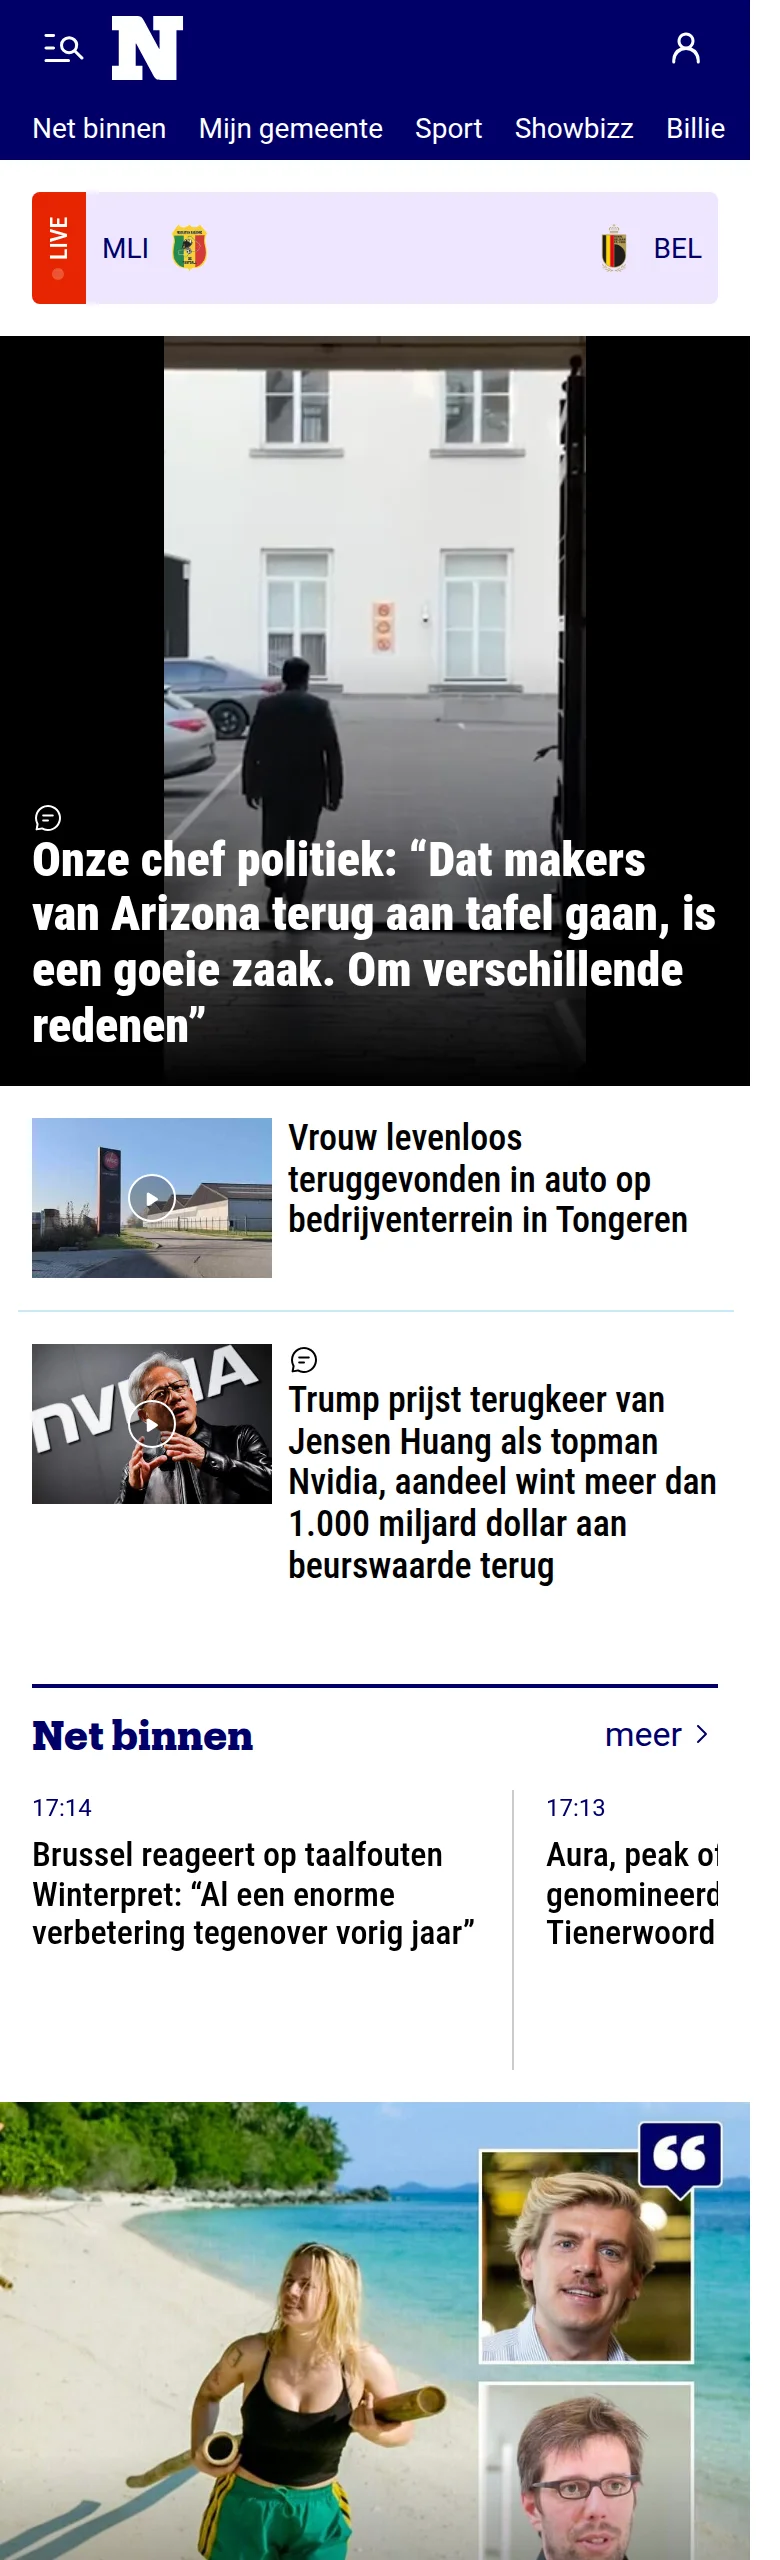 N
Net binnen Mijn gemeente Sport Showbizz Billie
LIVE
MLI
BEL
Onze chef politiek: “Dat makers
van Arizona terug aan tafel gaan, is
een goeie zaak. Om verschillende
redenen”
Vrouw levenloos
teruggevonden in auto op
bedrijventerrein in Tongeren
NVIDIA
Trump prijst terugkeer van
Jensen Huang als topman
Nvidia, aandeel wint meer dan
1.000 miljard dollar aan
beurswaarde terug
Net binnen
meer
17:14
Brussel reageert op taalfouten
Winterpret: “Al een enorme
verbetering tegenover vorig jaar”
17:13
Aura, peak of
genomineerd
Tienerwoord